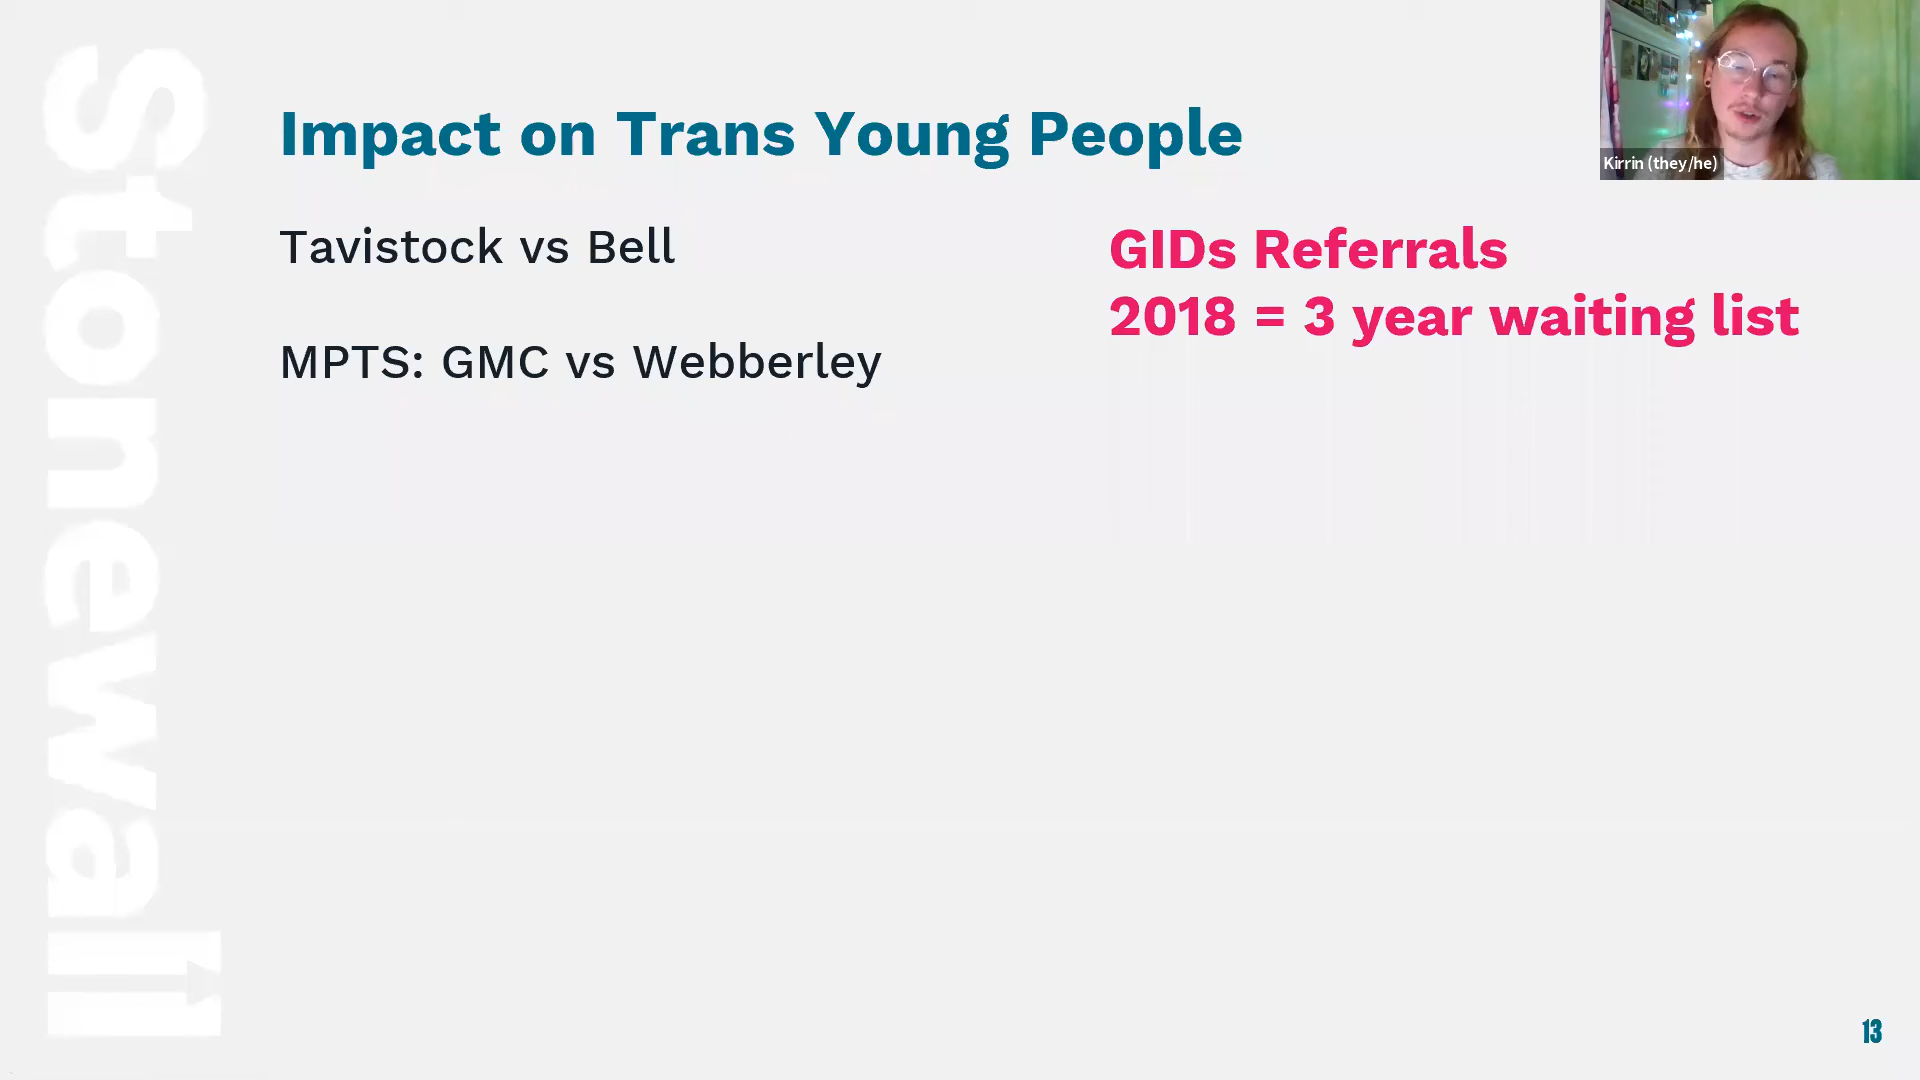 Stonewall
Impact on Trans Young People
Tavistock vs Bell
MPTS: GMC vs Webberley
GIDs Referrals
2018 = 3 year waiting list
Kirrin (they/he)
13